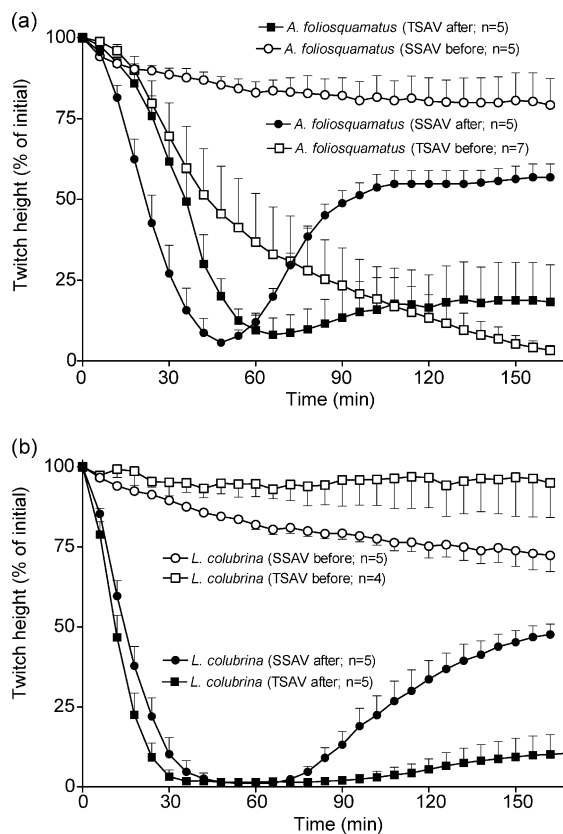 (a)
A. foliosquamatus (TSAV after; n=5)
A. foliosquamatus (SSAV before; n=5)
A. foliosquamatus (SSAV after; n=5)
A. foliosquamatus (TSAV before; n=7)
Twitch height (% of initial)
100
75
50
25
0
0 30 60 90 120 150
Time (min)
(b)
L. colubrina (SSAV before; n=5)
L. colubrina (TSAV before; n=4)
L. colubrina (SSAV after; n=5)
L. colubrina (TSAV after; n=5)
Twitch height (% of initial)
100
75
50
25
0
0 30 60 90 120 150
Time (min)